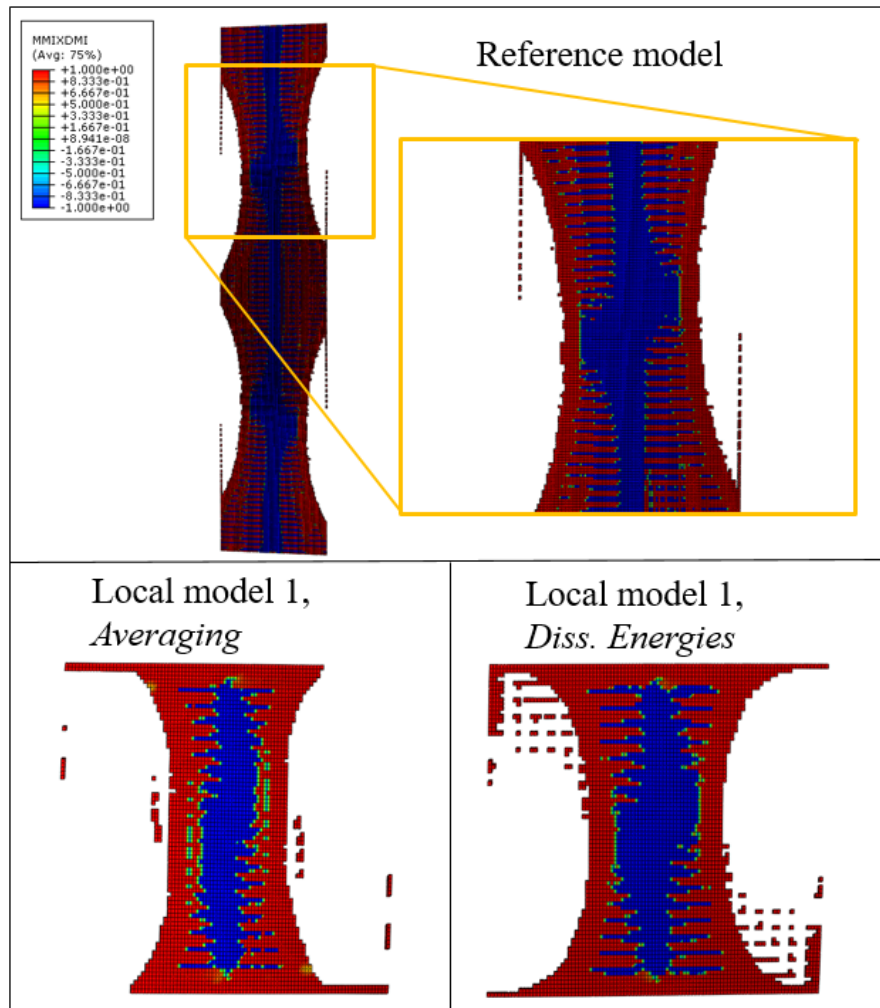 MMIXDMI
(Avg: 75%)
+1.000e+00
+8.333e-01
+6.667e-01
+5.000e-01
+3.333e-01
+1.667e-01
+8.941e-08
-1.667e-01
-3.333e-01
-5.000e-01
-6.667e-01
-8.333e-01
-1.000e+00
Reference model
Local model 1,
Averaging
Local model 1,
Diss. Energies